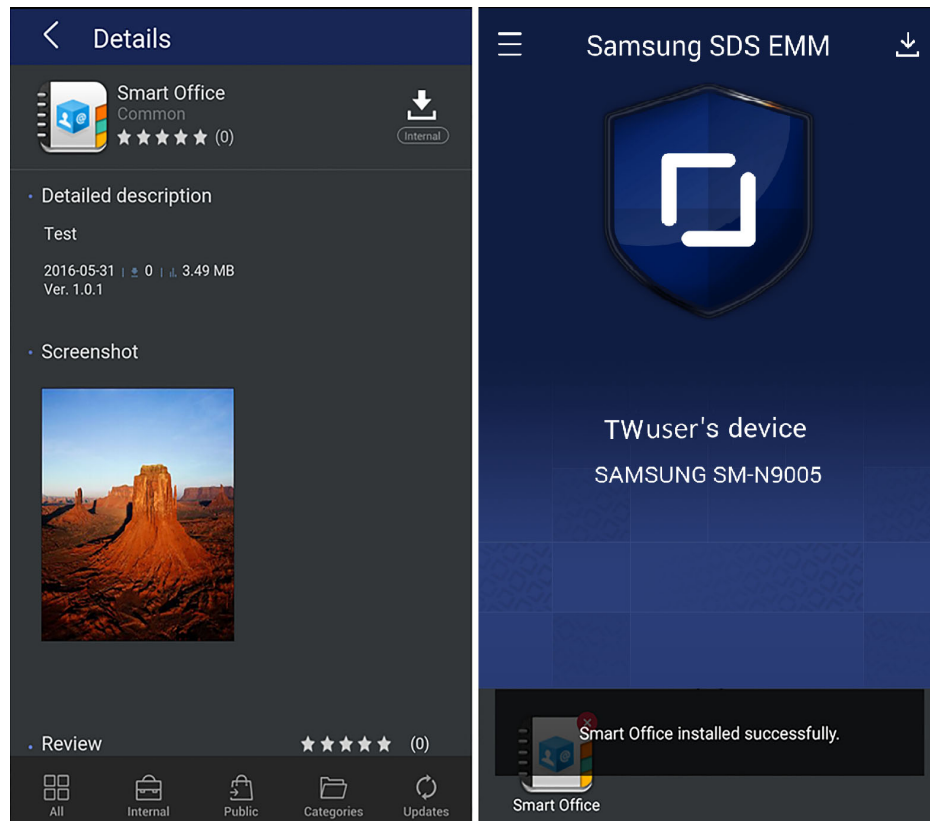 Details
Smart Office
Common
(0)
Internal
Detailed description
Test
2016-05-31 | 0 | 3.49 MB
Ver. 1.0.1
Screenshot
Review
(0)
All
Internal
Public
Categories
Updates
Samsung SDS EMM
TWuser's device
SAMSUNG SM-N9005
Smart Office installed successfully.
Smart Office